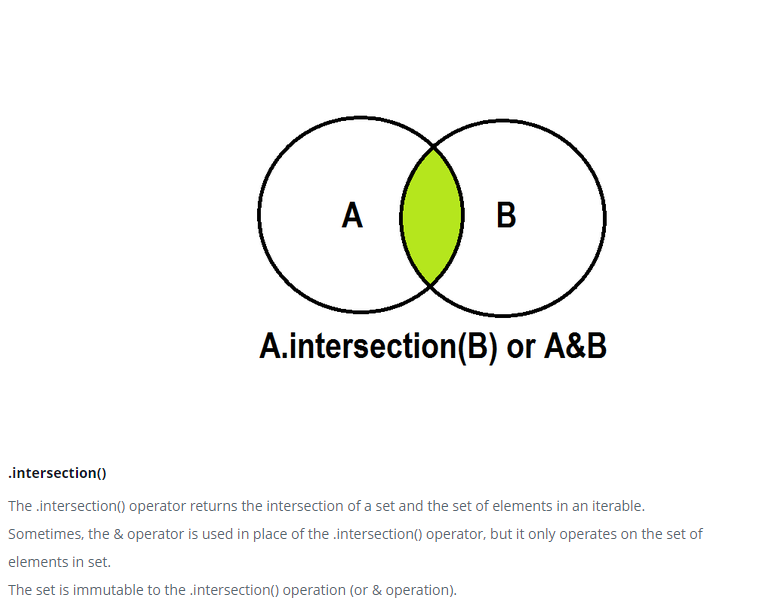 A
B
A.intersection(B) or A&B
.intersection()
The .intersection() operator returns the intersection of a set and the set of elements in an iterable.
Sometimes, the & operator is used in place of the .intersection() operator, but it only operates on the set of
elements in set.
The set is immutable to the .intersection() operation (or & operation).